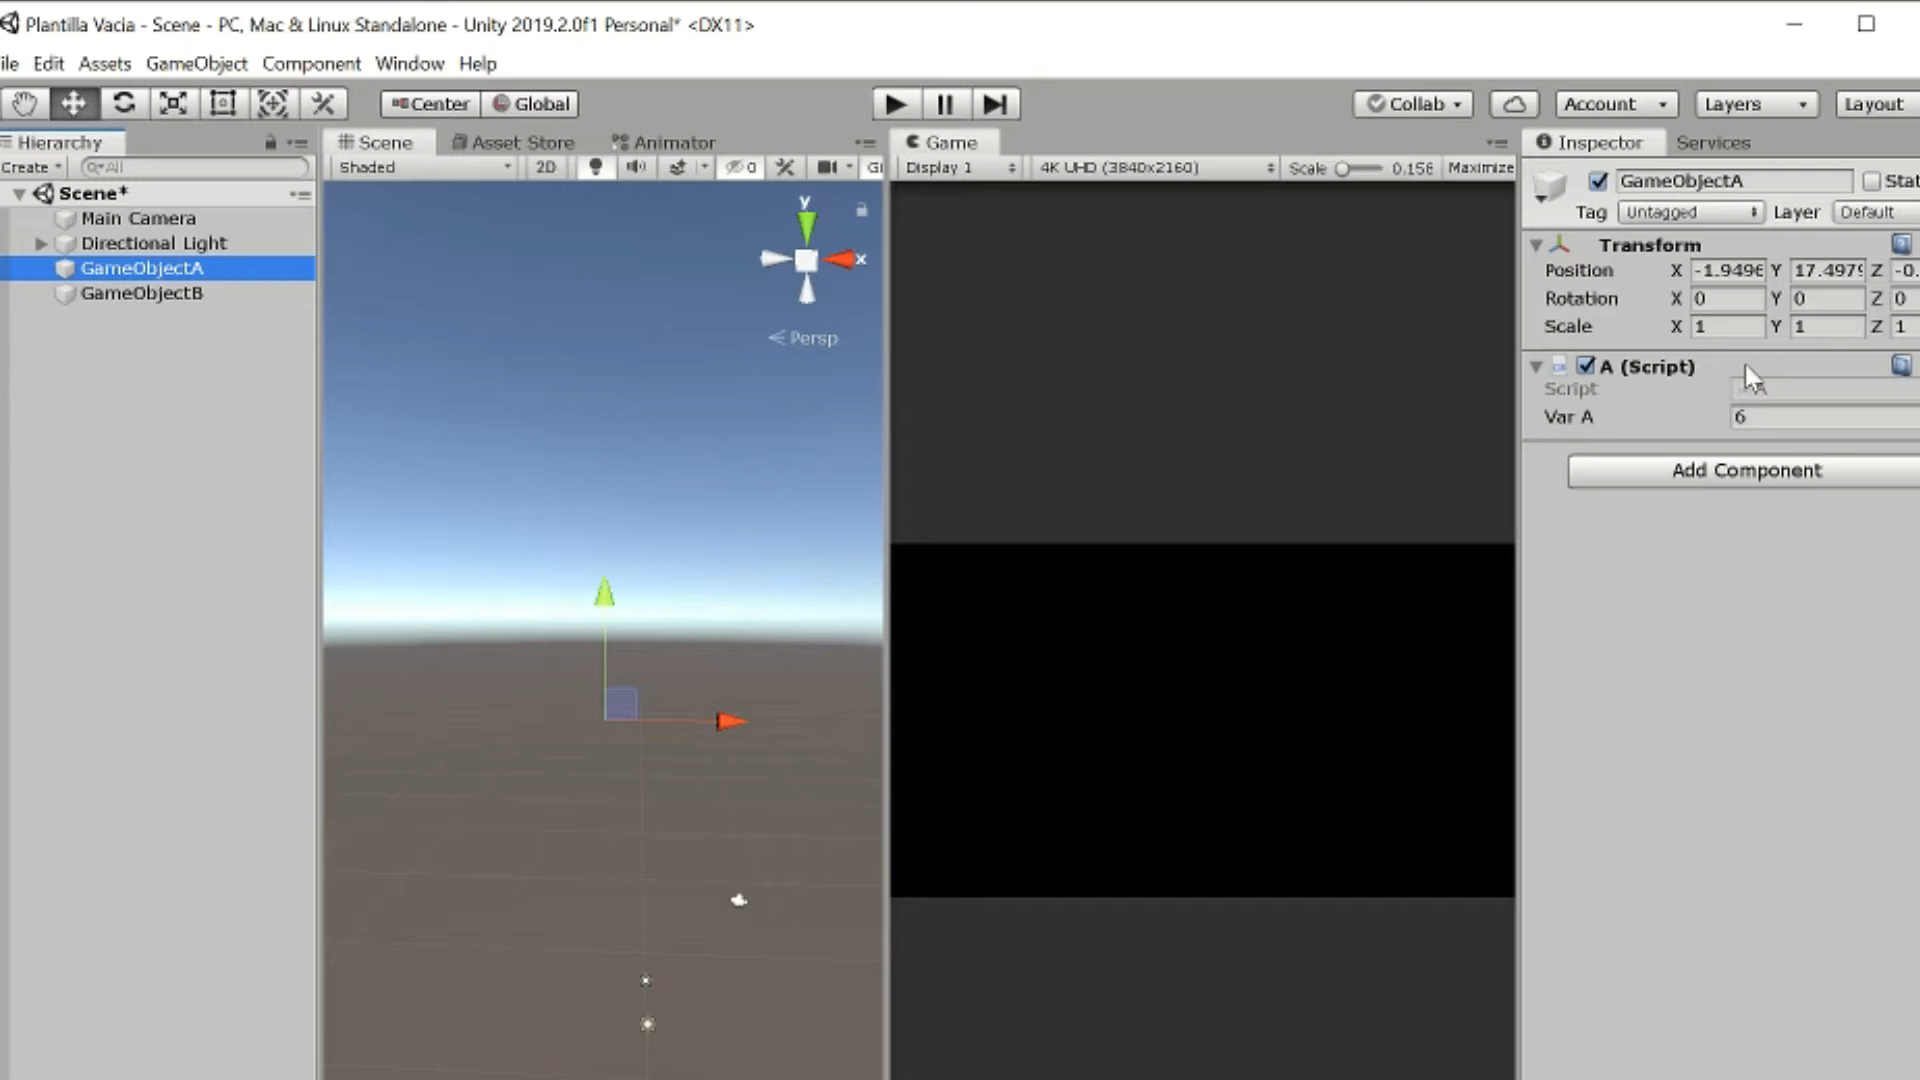 Plantilla Vacia - Scene - PC, Mac & Linux Standalone - Unity 2019.2.0f1 Personal* <DX11>
ile Edit Assets GameObject Component Window Help
Center Global Collab Account Layers Layout
Hierarchy
Create All
Scene*
Main Camera
Directional Light
GameObjectA
GameObjectB
Scene Asset Store Animator
Shaded 2D 0 Gi
y
x
Persp
Game
Display 1 4K UHD (3840x2160) Scale 0.156 Maximize
Inspector Services
GameObjectA Stat
Tag Untagged Layer Default
Transform
Position X -1.9496 Y 17.4979 Z -0.
Rotation X 0 Y 0 Z 0
Scale X 1 Y 1 Z 1
A (Script)
Script
Var A 6
Add Component